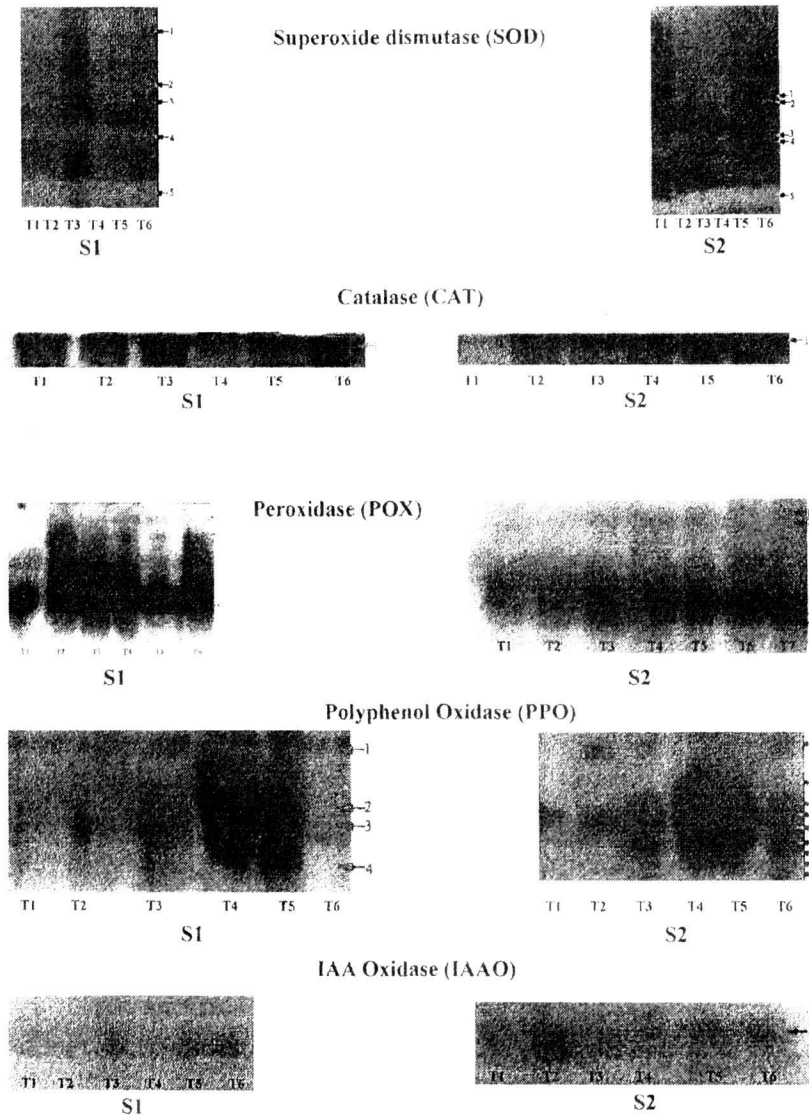 Superoxide dismutase (SOD)
1
2
3
4
5
1
2
3
4
5
T1 T2 T3 T4 T5 T6
T1 T2 T3 T4 T5 T6
S1
S2
Catalase (CAT)
1
T1 T2 T3 T4 T5 T6
T1 T2 T3 T4 T5 T6
S1
S2
Peroxidase (POX)
T1 T2 T3 T4 T5 T6 T7
S1
S2
Polyphenol Oxidase (PPO)
1
2
3
4
T1 T2 T3 T4 T5 T6
T1 T2 T3 T4 T5 T6
S1
S2
IAA Oxidase (IAAO)
T1 T2 T3 T4 T5 T6
T1 T2 T3 T4 T5 T6
S1
S2